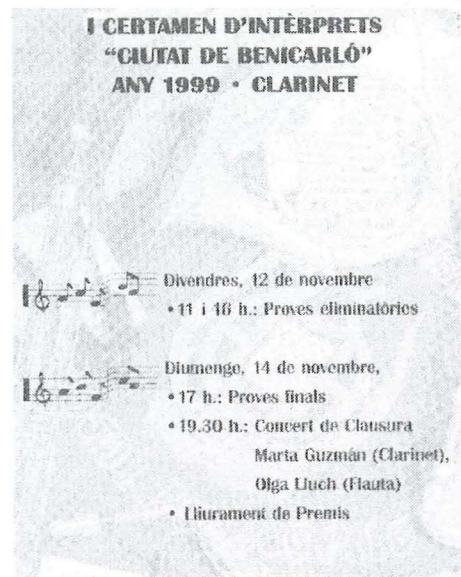 I CERTAMEN D'INTÈRPRETS
"CIUTAT DE BENICARLÓ"
ANY 1999 • CLARINET
Divendres, 12 de novembre
• 11 i 16 h.: Proves eliminatòries
Diumenge, 14 de novembre,
• 17 h.: Proves finals
• 19.30 h.: Concert de Clausura
Marta Guzmán (Clarinet),
Olga Lluch (Flauta)
• Lliurament de Premis